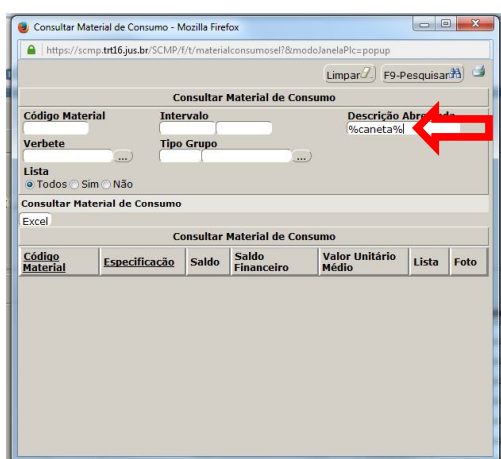 Consultar Material de Consumo - Mozilla Firefox
https://scmp.trt16.jus.br/SCMP/f/t/materialconsumosel?&modoJanelaPlc=popup
Limpar F9-Pesquisar
Consultar Material de Consumo
Código Material Intervalo Descrição
%caneta%
Verbete Tipo Grupo
... ...
Lista
Todos Sim Não
Consultar Material de Consumo
Excel
Consultar Material de Consumo
Código Material Especificação Saldo Saldo Financeiro Valor Unitário Médio Lista Foto